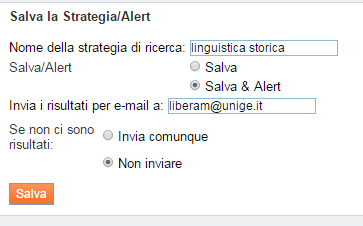 Salva la Strategia/Alert
Nome della strategia di ricerca: linguistica storica
Salva/Alert Salva
Salva & Alert
Invia i risultati per e-mail a: liberam@unige.it
Se non ci sono risultati: Invia comunque
Non inviare
Salva